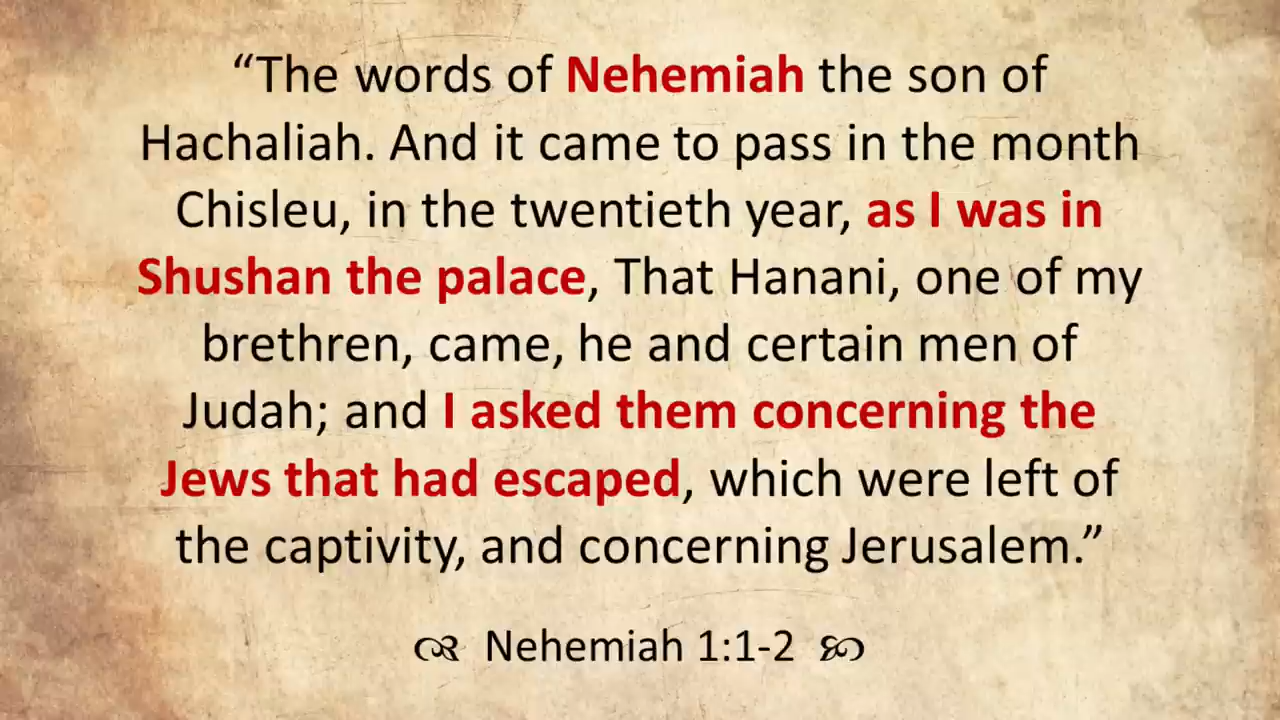 “The words of Nehemiah the son of
Hachaliah. And it came to pass in the month
Chisleu, in the twentieth year, as I was in
Shushan the palace, That Hanani, one of my
brethren, came, he and certain men of
Judah; and I asked them concerning the
Jews that had escaped, which were left of
the captivity, and concerning Jerusalem.”
Nehemiah 1:1-2